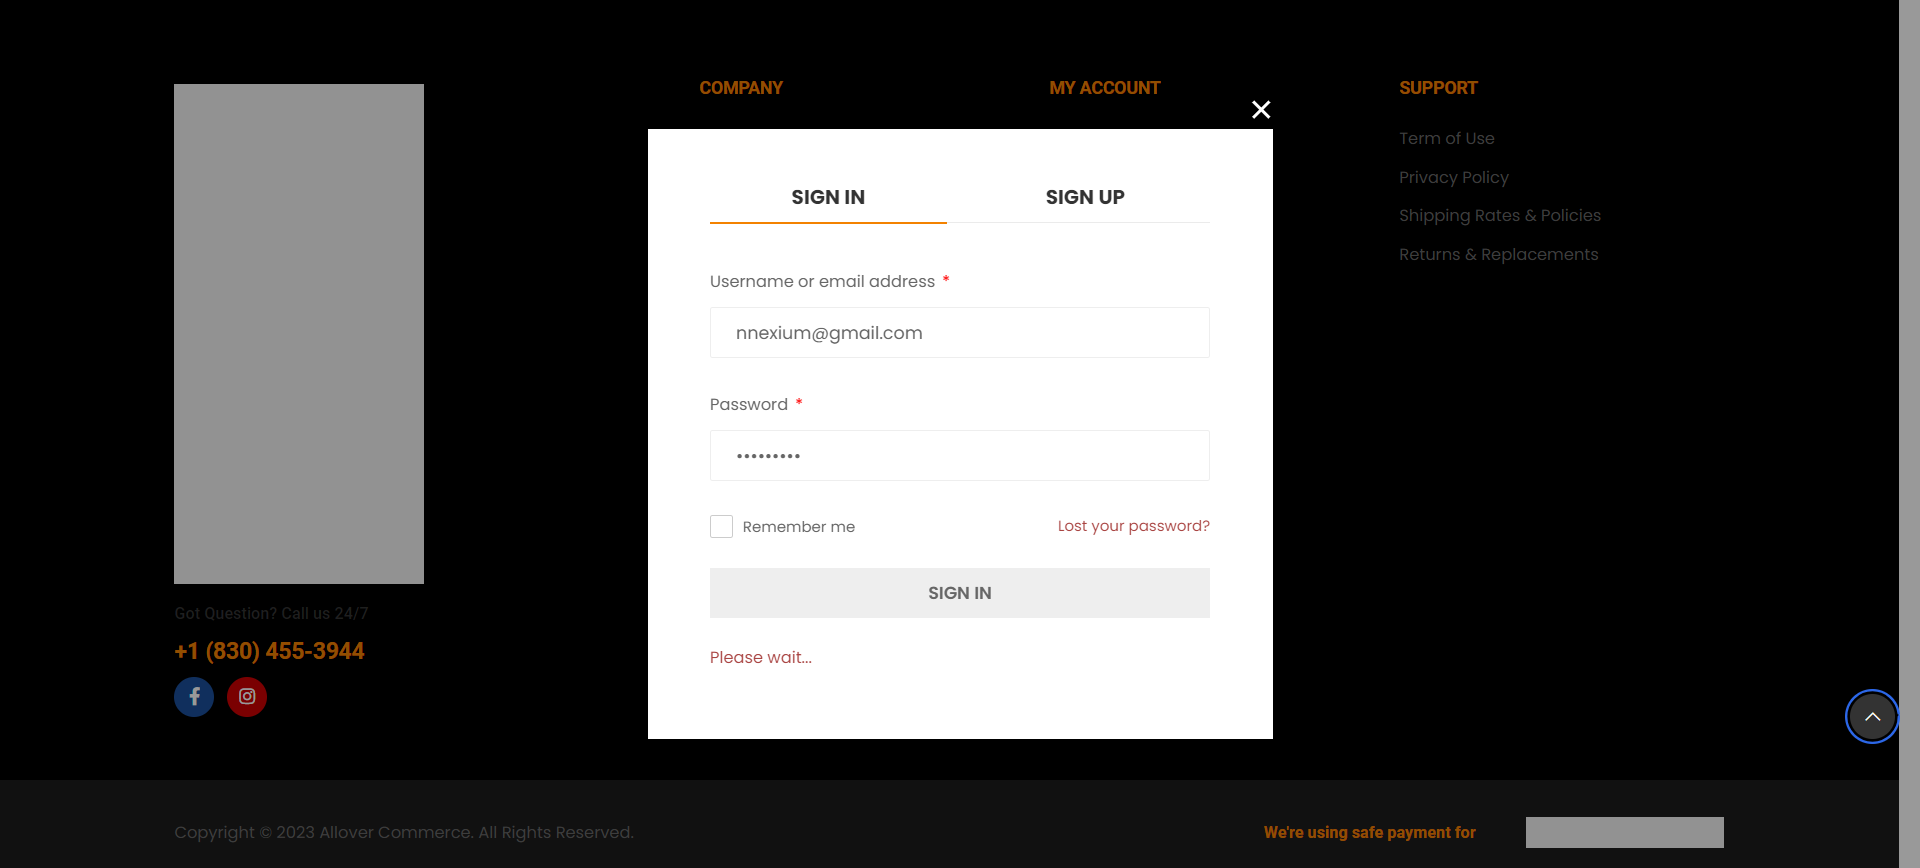 COMPANY
MY ACCOUNT
SUPPORT
Term of Use
Privacy Policy
Shipping Rates & Policies
Returns & Replacements
SIGN IN
SIGN UP
Username or email address *
nnexium@gmail.com
Password *
•••••••••
Remember me
Lost your password?
SIGN IN
Please wait...
Got Question? Call us 24/7
+1 (830) 455-3944
Copyright © 2023 Allover Commerce. All Rights Reserved.
We're using safe payment for